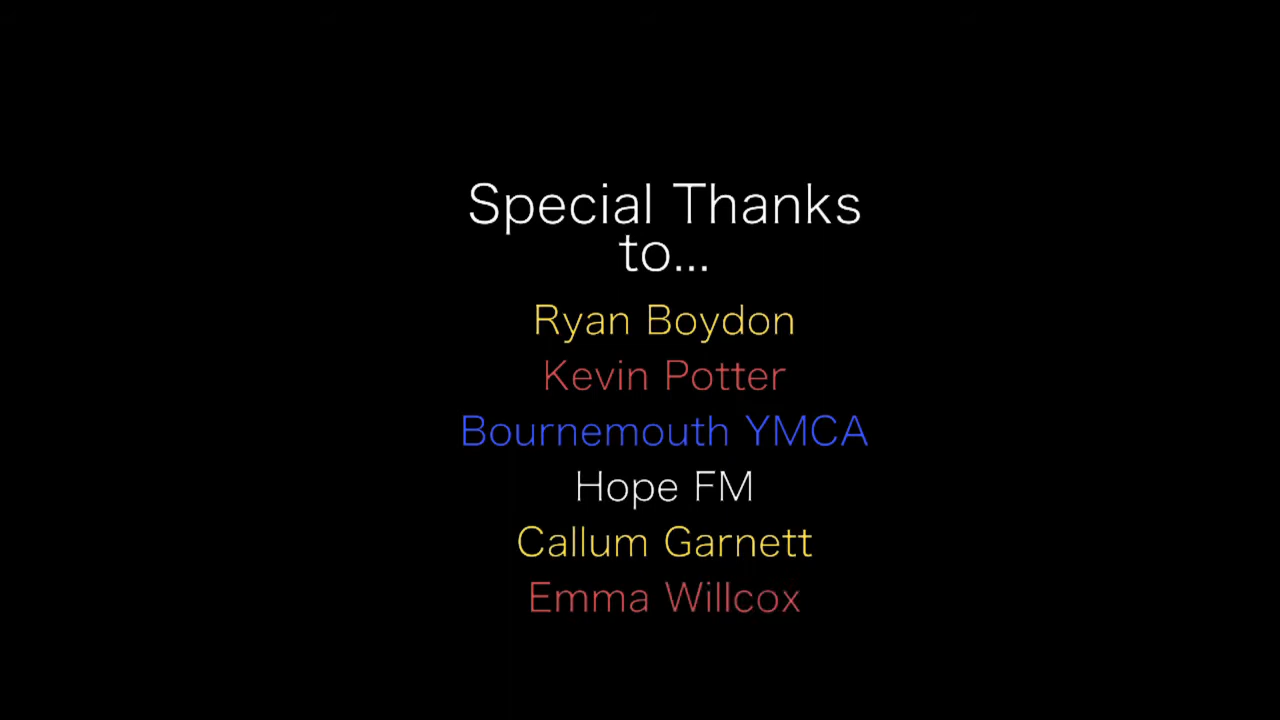 Special Thanks
to...
Ryan Boydon
Kevin Potter
Bournemouth YMCA
Hope FM
Callum Garnett
Emma Willcox